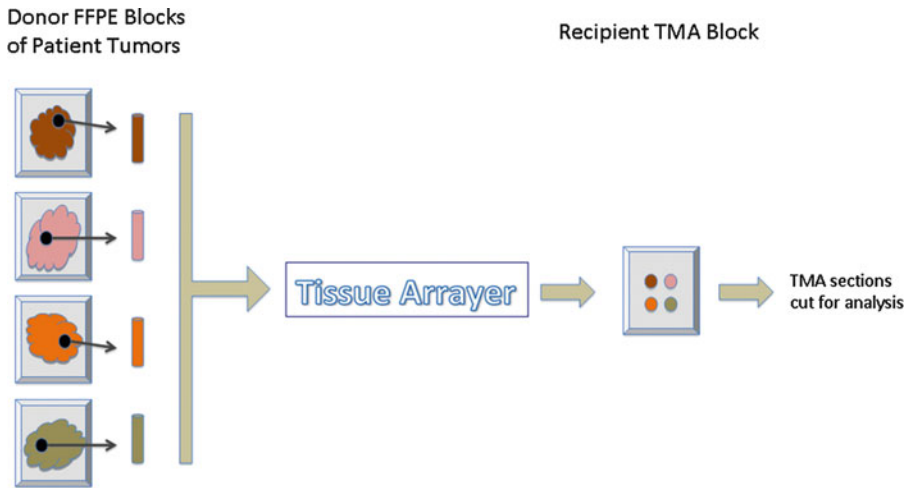 Donor FFPE Blocks
of Patient Tumors
Recipient TMA Block
Tissue Arrayer
TMA sections
cut for analysis